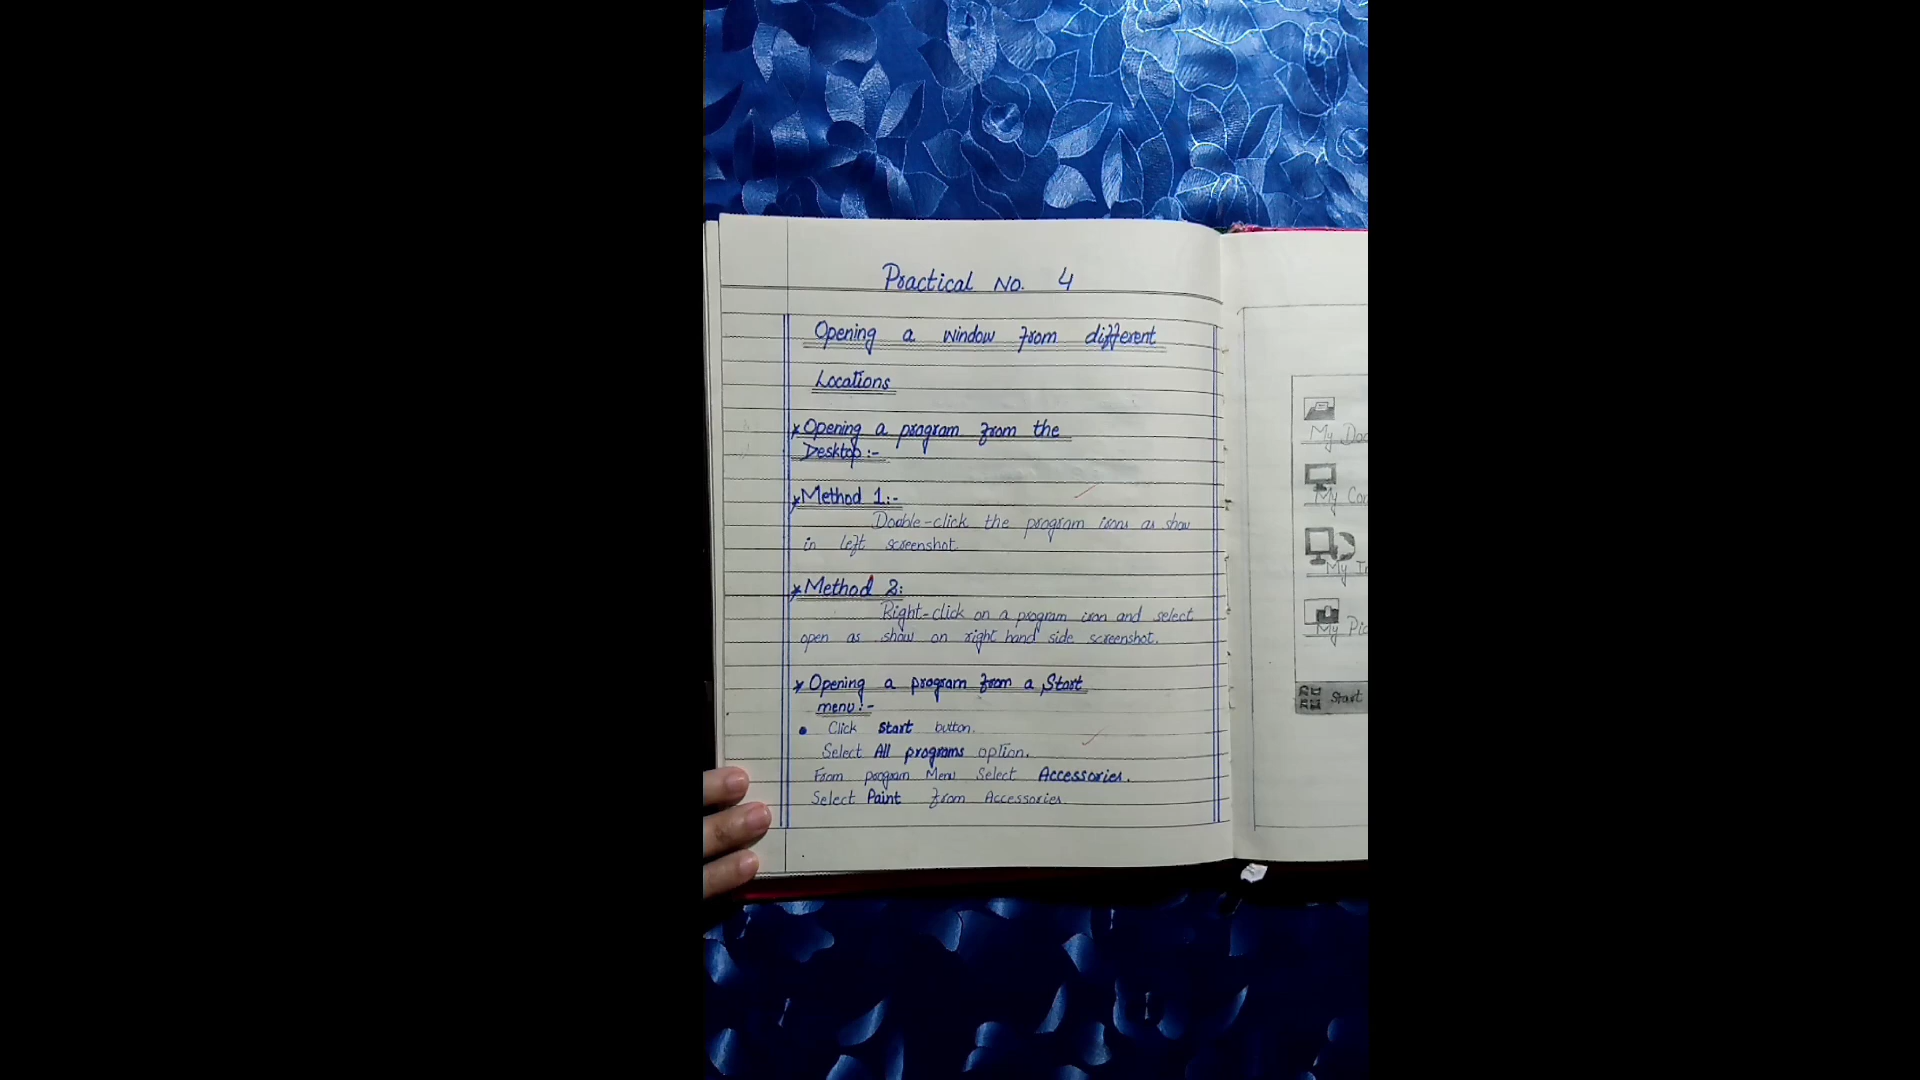 Practical No. 4
Opening a window from different
Locations
* Opening a program from the
Desktop :-
* Method 1:-
Double-click the program icons as show
in left screenshot
* Method 2:
Right-click on a program icon and select
open as show on right hand side screenshot.
* Opening a program from a Start
menu:-
• Click Start button.
Select All programs option.
From program Menu Select Accessories.
Select Paint from Accessories.
My
My
My
My
Start